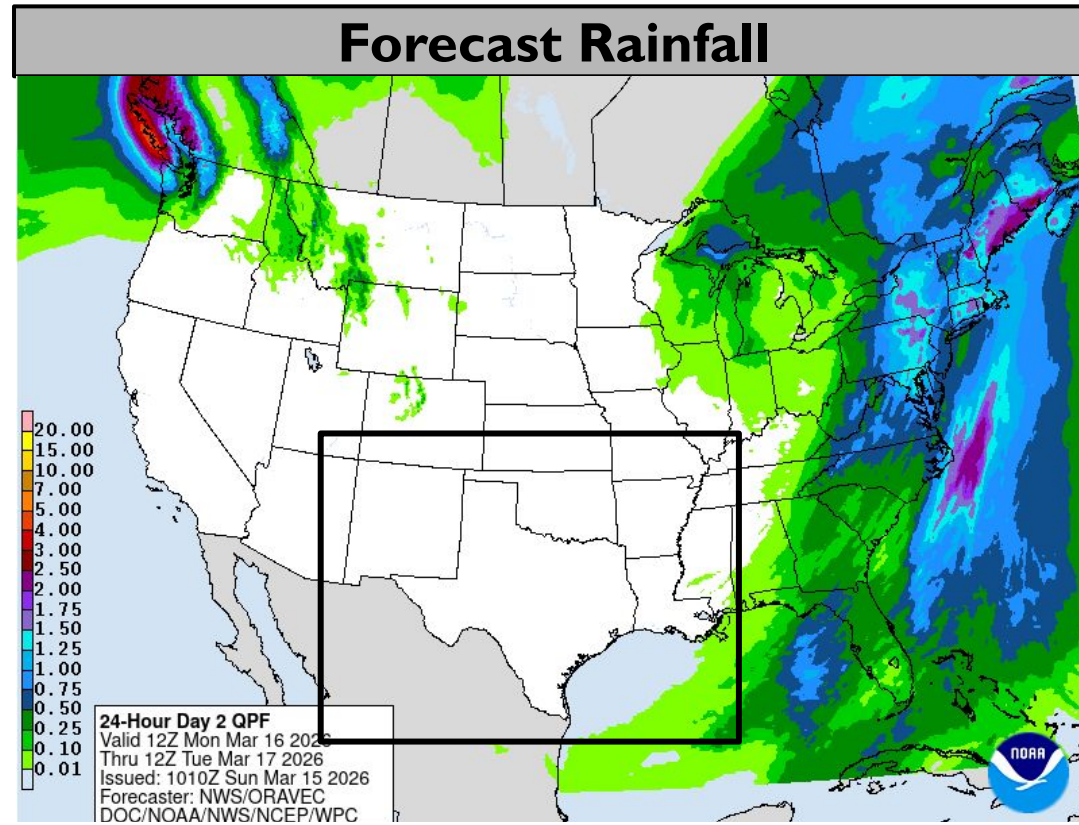 Forecast Rainfall
20.00
15.00
10.00
7.00
5.00
4.00
3.00
2.50
2.00
1.75
1.50
1.25
1.00
0.75
0.50
0.25
0.10
0.01
24-Hour Day 2 QPF
Valid 12Z Mon Mar 16 2026
Thru 12Z Tue Mar 17 2026
Issued: 1010Z Sun Mar 15 2026
Forecaster: NWS/ORAVEC
DOC/NOAA/NWS/NCEP/WPC
NOAA